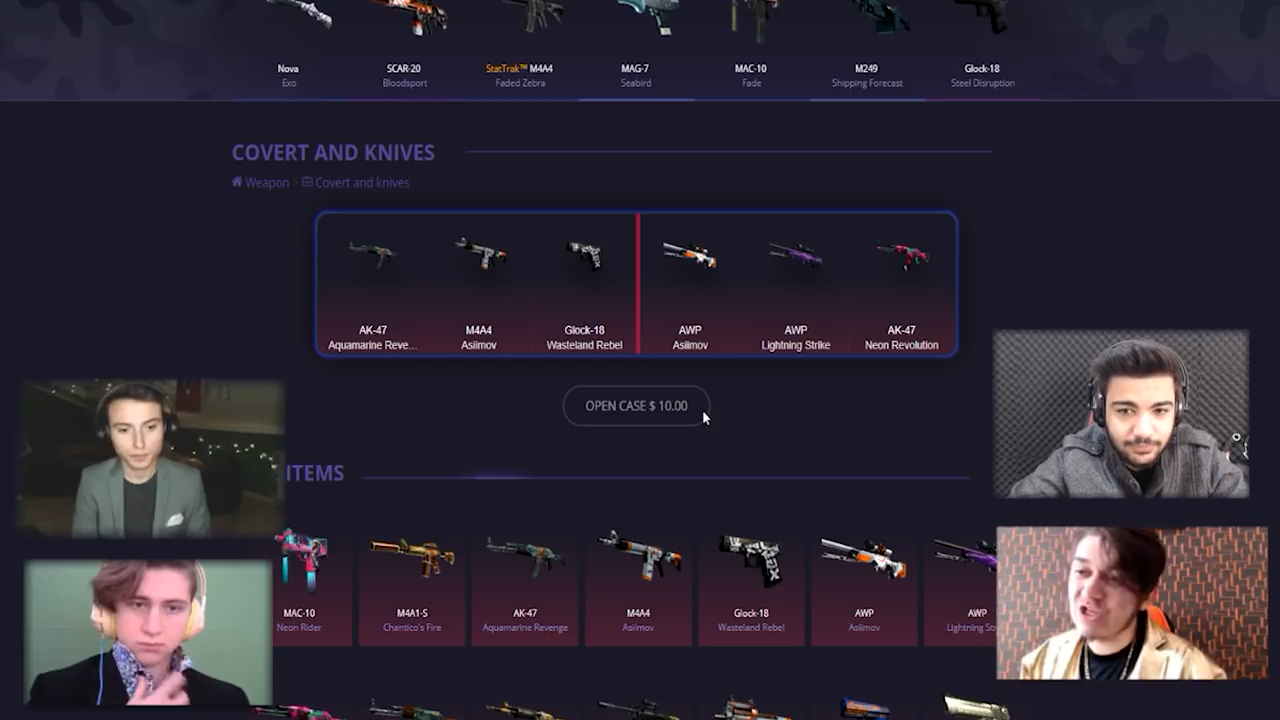 Nova
Exo
SCAR-20
Bloodsport
StatTrak™ M4A4
Faded Zebra
MAG-7
Seabird
MAC-10
Fade
M249
Shipping Forecast
Glock-18
Steel Disruption
COVERT AND KNIVES
Weapon > Covert and knives
AK-47
Aquamarine Reve...
M4A4
Asiimov
Glock-18
Wasteland Rebel
AWP
Asiimov
AWP
Lightning Strike
AK-47
Neon Revolution
OPEN CASE $ 10.00
ITEMS
MAC-10
Neon Rider
M4A1-S
Chantico's Fire
AK-47
Aquamarine Revenge
M4A4
Asiimov
Glock-18
Wasteland Rebel
AWP
Asiimov
AWP
Lightning